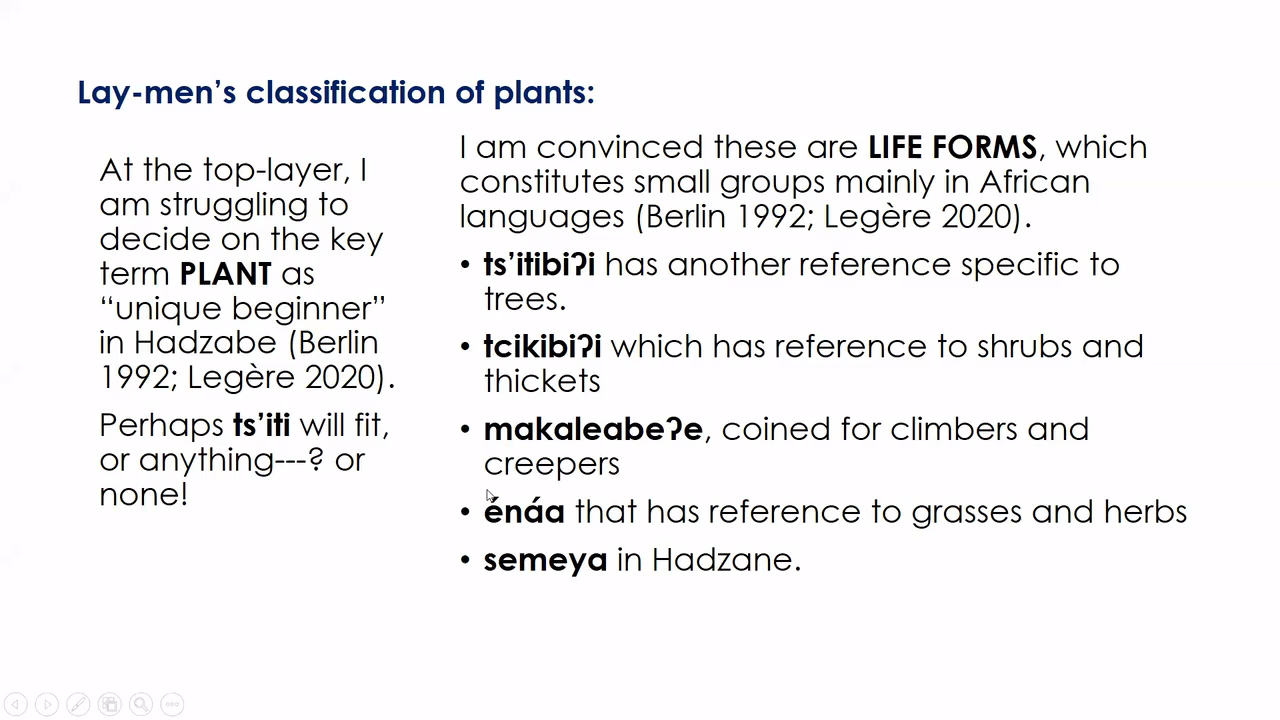 Lay-men’s classification of plants:
At the top-layer, I
am struggling to
decide on the key
term PLANT as
“unique beginner”
in Hadzabe (Berlin
1992; Legère 2020).
Perhaps ts’iti will fit,
or anything---? or
none!
I am convinced these are LIFE FORMS, which
constitutes small groups mainly in African
languages (Berlin 1992; Legère 2020).
• ts’itibiʔi has another reference specific to
trees.
• tcikibiʔi which has reference to shrubs and
thickets
• makaleabeʔe, coined for climbers and
creepers
• énáa that has reference to grasses and herbs
• semeya in Hadzane.